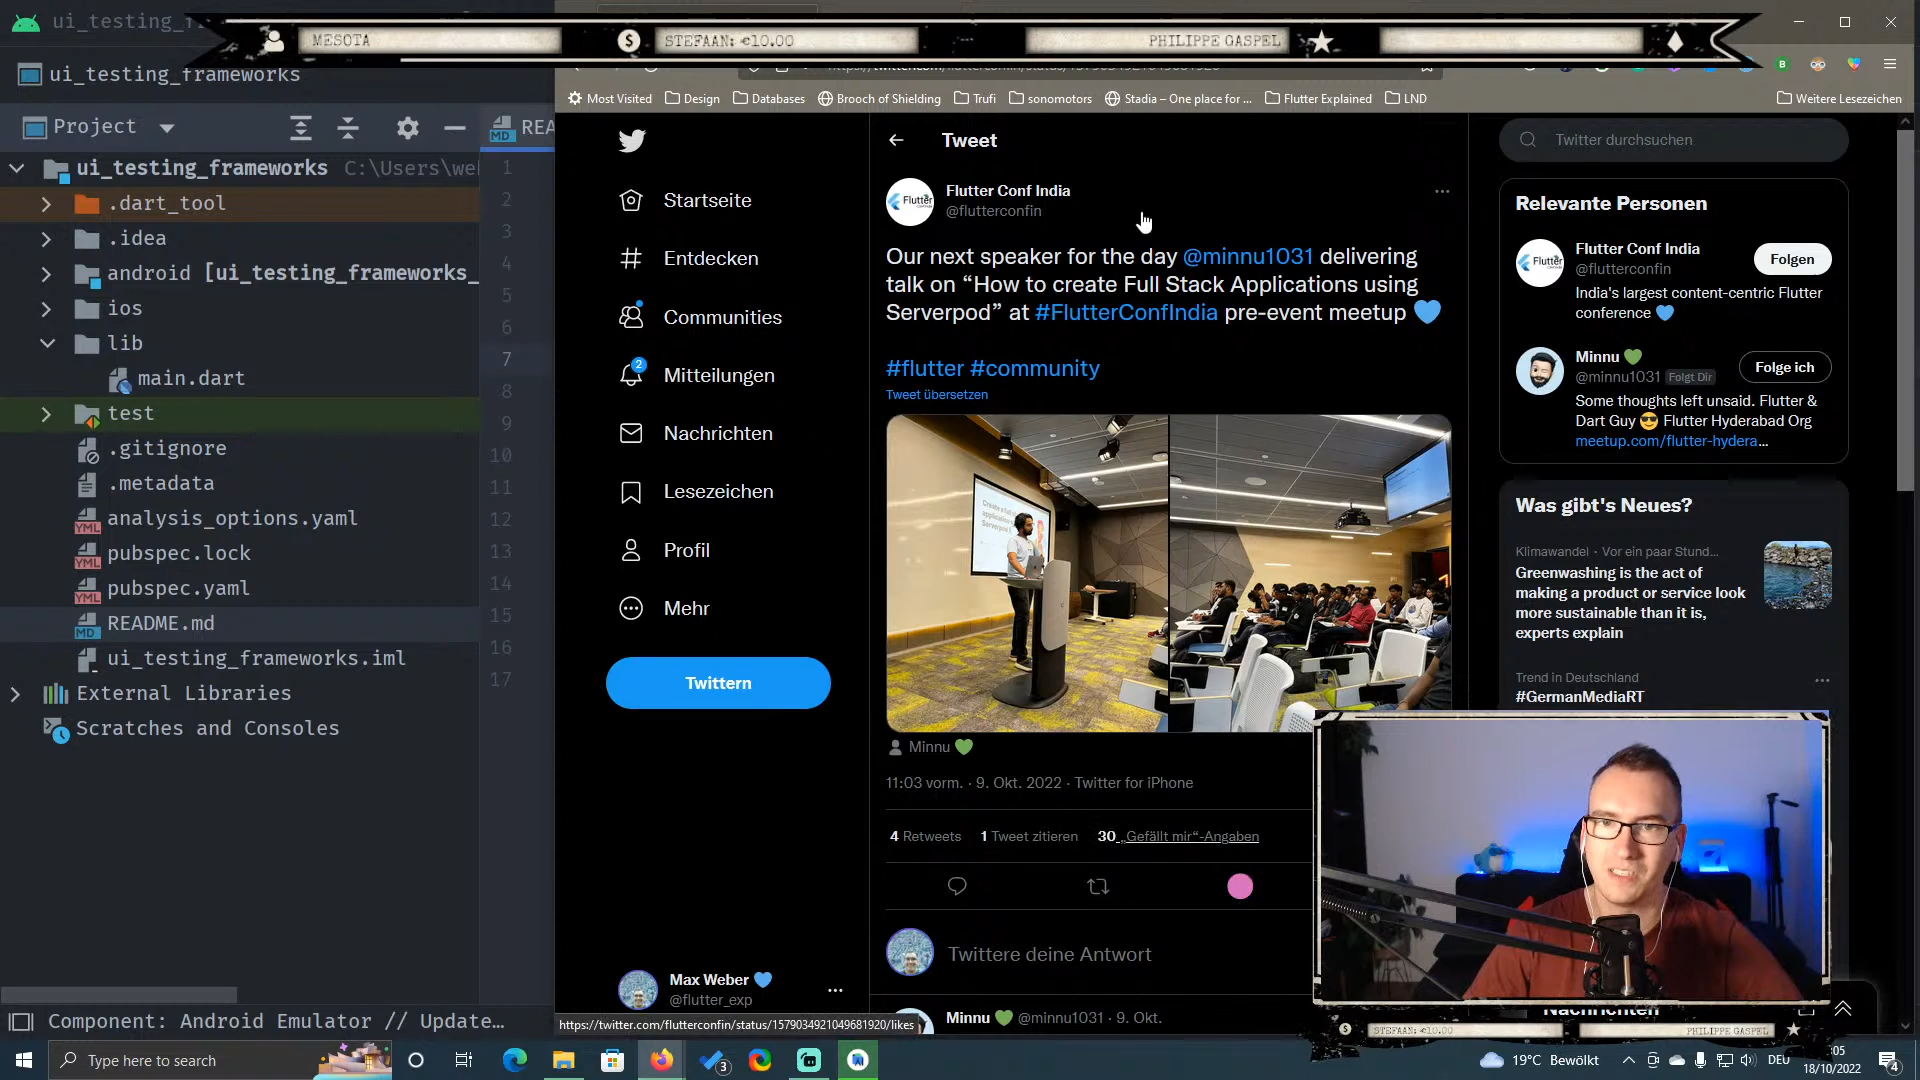 ui_testing_f
MESOTA
STEFAAN: €10.00
PHILIPPE GASPEL
ui_testing_frameworks
Project
REA
ui_testing_frameworks C:\Users\we
.dart_tool
.idea
android [ui_testing_frameworks_
ios
lib
main.dart
test
.gitignore
.metadata
analysis_options.yaml
pubspec.lock
pubspec.yaml
README.md
ui_testing_frameworks.iml
External Libraries
Scratches and Consoles
1
2
3
4
5
6
7
8
9
10
11
12
13
14
15
16
17
Component: Android Emulator // Update…
Most Visited
Design
Databases
Brooch of Shielding
Trufi
sonomotors
Stadia – One place for ...
Flutter Explained
LND
Weitere Lesezeichen
Startseite
Entdecken
Communities
2
Mitteilungen
Nachrichten
Lesezeichen
Profil
Mehr
Twittern
Max Weber 💙
@flutter_exp
https://twitter.com/flutterconfin/status/1579034921049681920/likes
Tweet
Flutter
Flutter Conf India
@flutterconfin
Our next speaker for the day @minnu1031 delivering
talk on “How to create Full Stack Applications using
Serverpod” at #FlutterConfIndia pre-event meetup 💙
#flutter #community
Tweet übersetzen
Minnu 💚
11:03 vorm. · 9. Okt. 2022 · Twitter for iPhone
4 Retweets 1 Tweet zitieren 30 „Gefällt mir“-Angaben
Twittere deine Antwort
Minnu 💚 @minnu1031 · 9. Okt.
Twitter durchsuchen
Relevante Personen
Flutter
Flutter Conf India
@flutterconfin
Folgen
India's largest content-centric Flutter
conference 💙
Minnu 💚
@minnu1031 Folgt Dir
Folge ich
Some thoughts left unsaid. Flutter &
Dart Guy 😎 Flutter Hyderabad Org
meetup.com/flutter-hydera…
Was gibt's Neues?
Klimawandel · Vor ein paar Stund...
Greenwashing is the act of
making a product or service look
more sustainable than it is,
experts explain
Trend in Deutschland
#GermanMediaRT
Nachrichten
STEFAAN: €10.00
PHILIPPE GASPEL
Type here to search
3
19°C Bewölkt
DEU
:05
18/10/2022
4